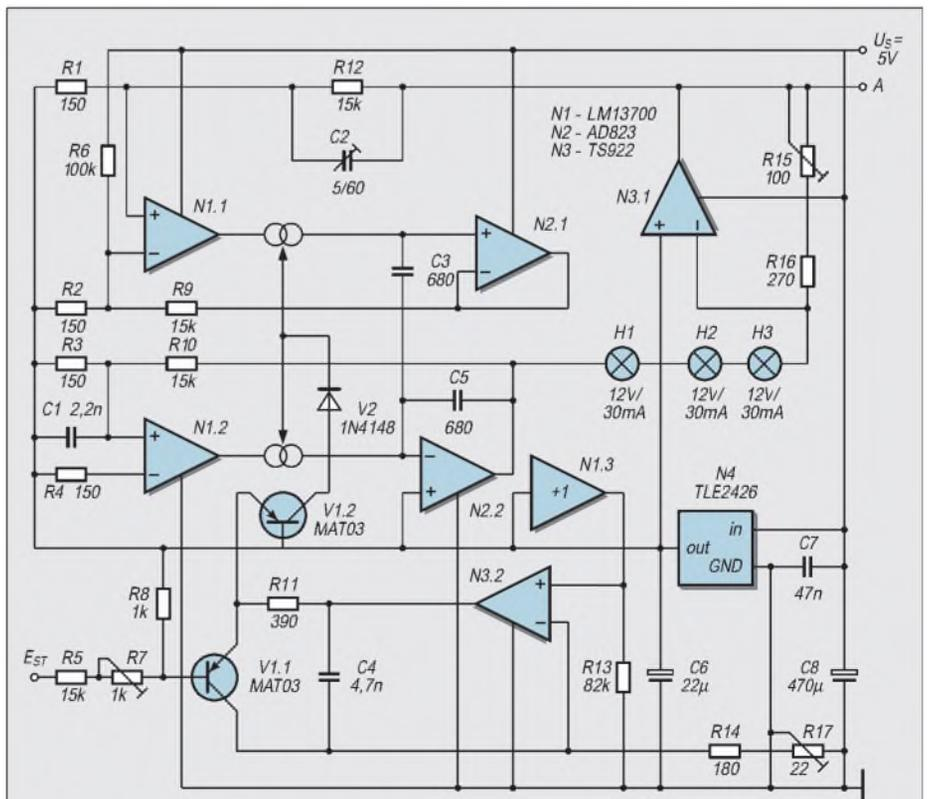 U_S=
5V
A
R1
150
R12
15k
C2
5/60
N1 - LM13700
N2 - AD823
N3 - TS922
R6
100k
R15
100
N1.1
+
−
N2.1
+
−
N3.1
+
−
C3
680
R16
270
R2
150
R9
15k
R3
150
R10
15k
H1
12V/
30mA
H2
12V/
30mA
H3
12V/
30mA
C5
680
V2
1N4148
C1 2,2n
N1.2
+
−
R4 150
N2.2
−
+
N1.3
+1
N4
TLE2426
in
out
GND
C7
47n
V1.2
MAT03
R8
1k
R11
390
N3.2
+
−
E_ST
R5
15k
R7
1k
V1.1
MAT03
C4
4,7n
R13
82k
C6
22µ
C8
470µ
R14
180
R17
22